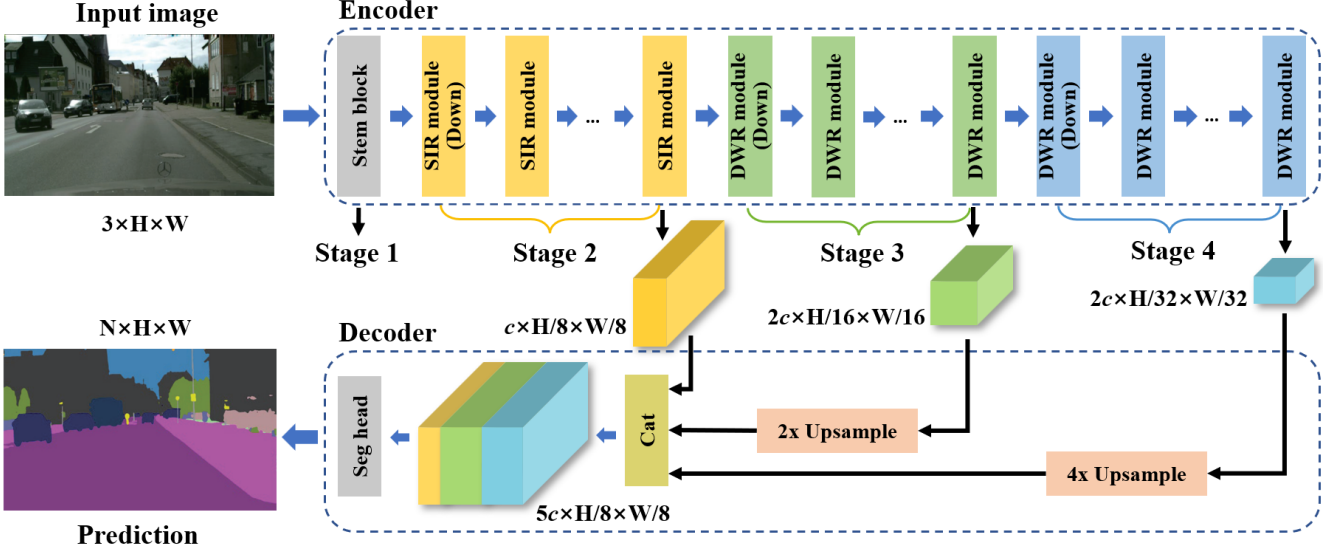 Input image
3×H×W
Encoder
Stem block
SIR module
(Down)
SIR module
...
SIR module
DWR module
(Down)
DWR module
...
DWR module
DWR module
(Down)
DWR module
...
DWR module
Stage 1
Stage 2
Stage 3
Stage 4
c×H/8×W/8
2c×H/16×W/16
2c×H/32×W/32
N×H×W
Prediction
Decoder
Seg head
5c×H/8×W/8
Cat
2x Upsample
4x Upsample